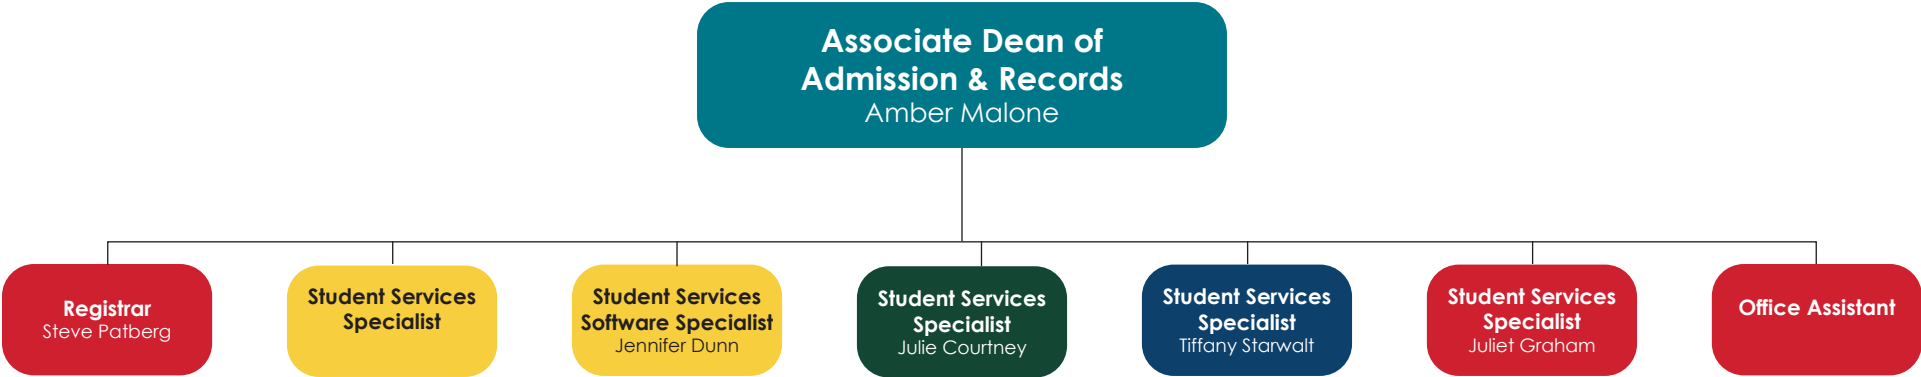 Associate Dean of
Admission & Records
Amber Malone
Registrar
Steve Patberg
Student Services
Specialist
Student Services
Software Specialist
Jennifer Dunn
Student Services
Specialist
Julie Courtney
Student Services
Specialist
Tiffany Starwalt
Student Services
Specialist
Juliet Graham
Office Assistant